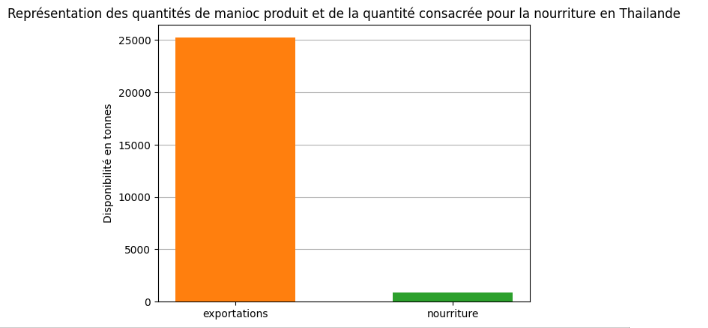 Représentation des quantités de manioc produit et de la quantité consacrée pour la nourriture en Thailande
Disponibilité en tonnes
25000
20000
15000
10000
5000
0
exportations nourriture